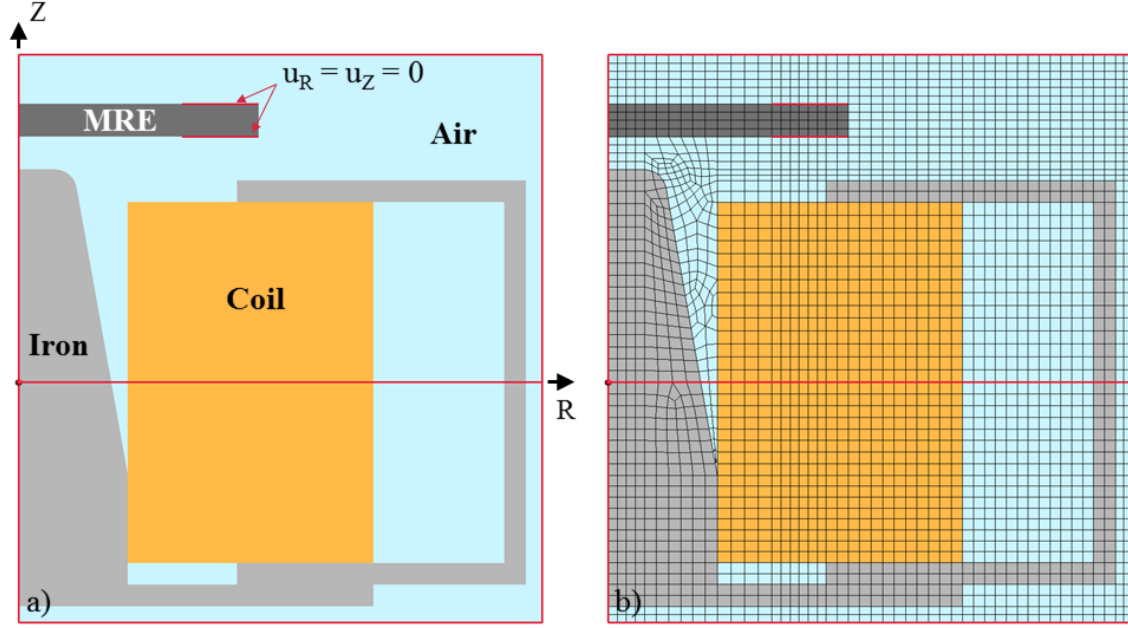 Z
u_R = u_Z = 0
MRE
Air
Coil
Iron
R
a)
b)